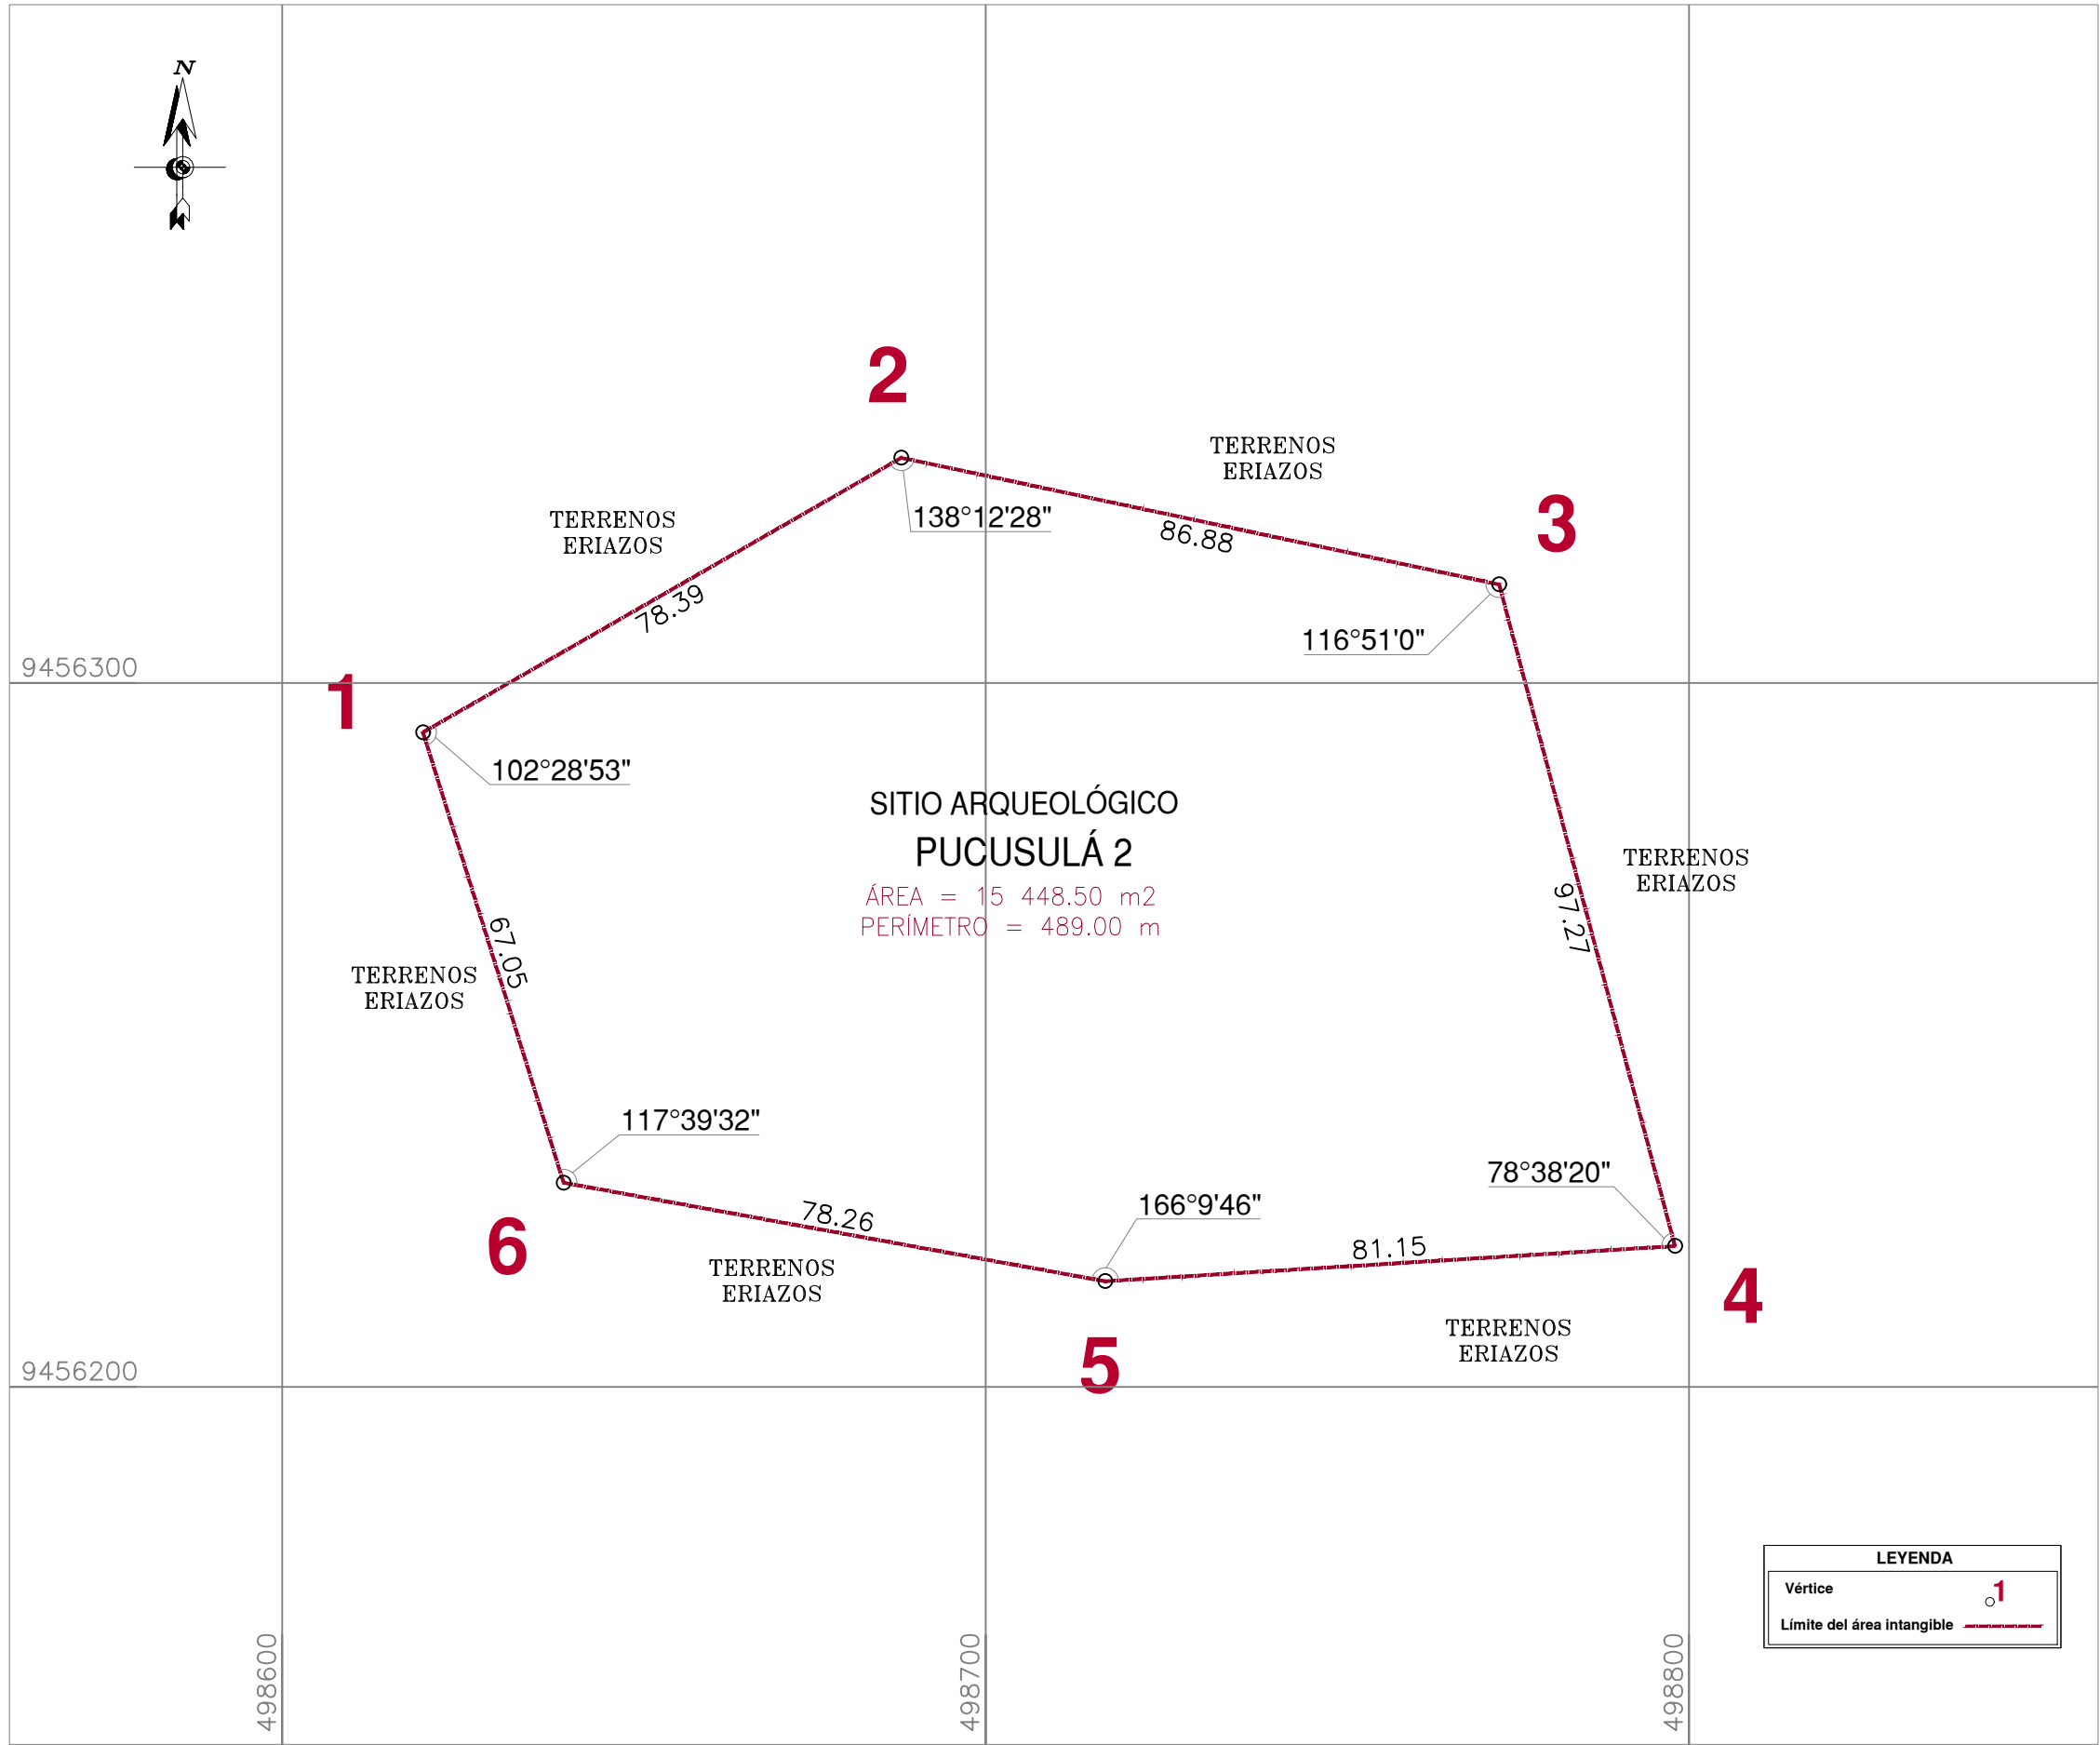 N
2
TERRENOS
ERIAZOS
3
TERRENOS
ERIAZOS
138°12'28"
86.88
78.39
116°51'0"
9456300
1
102°28'53"
SITIO ARQUEOLÓGICO
PUCUSULÁ 2
ÁREA = 15 448.50 m2
PERÍMETRO = 489.00 m
TERRENOS
ERIAZOS
97.27
67.05
TERRENOS
ERIAZOS
117°39'32"
78°38'20"
166°9'46"
78.26
81.15
6
TERRENOS
ERIAZOS
4
TERRENOS
ERIAZOS
5
9456200
LEYENDA
Vértice 1
Límite del área intangible
498600
498700
498800